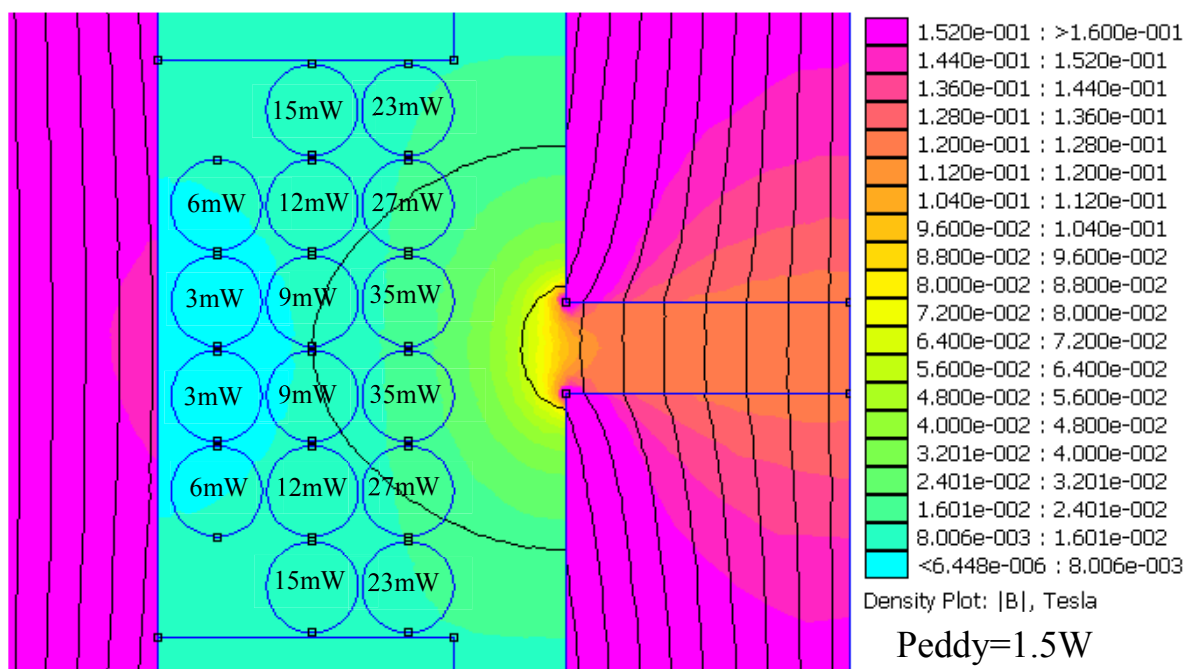 15mW 23mW
6mW 12mW 27mW
3mW 9mW 35mW
3mW 9mW 35mW
6mW 12mW 27mW
15mW 23mW
1.520e-001 : >1.600e-001
1.440e-001 : 1.520e-001
1.360e-001 : 1.440e-001
1.280e-001 : 1.360e-001
1.200e-001 : 1.280e-001
1.120e-001 : 1.200e-001
1.040e-001 : 1.120e-001
9.600e-002 : 1.040e-001
8.800e-002 : 9.600e-002
8.000e-002 : 8.800e-002
7.200e-002 : 8.000e-002
6.400e-002 : 7.200e-002
5.600e-002 : 6.400e-002
4.800e-002 : 5.600e-002
4.000e-002 : 4.800e-002
3.201e-002 : 4.000e-002
2.401e-002 : 3.201e-002
1.601e-002 : 2.401e-002
8.006e-003 : 1.601e-002
<6.448e-006 : 8.006e-003
Density Plot: |B|, Tesla
Peddy=1.5W